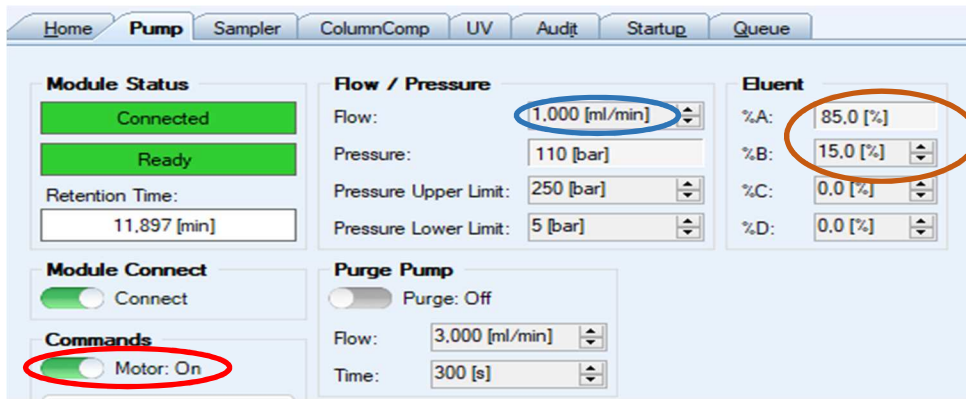 Home Pump Sampler ColumnComp UV Audit Startup Queue
Module Status
Connected
Ready
Retention Time:
11,897 [min]
Module Connect
Connect
Commands
Motor: On
Flow / Pressure
Flow: 1,000 [ml/min]
Pressure: 110 [bar]
Pressure Upper Limit: 250 [bar]
Pressure Lower Limit: 5 [bar]
Purge Pump
Purge: Off
Flow: 3,000 [ml/min]
Time: 300 [s]
Eluent
%A: 85,0 [%]
%B: 15,0 [%]
%C: 0,0 [%]
%D: 0,0 [%]